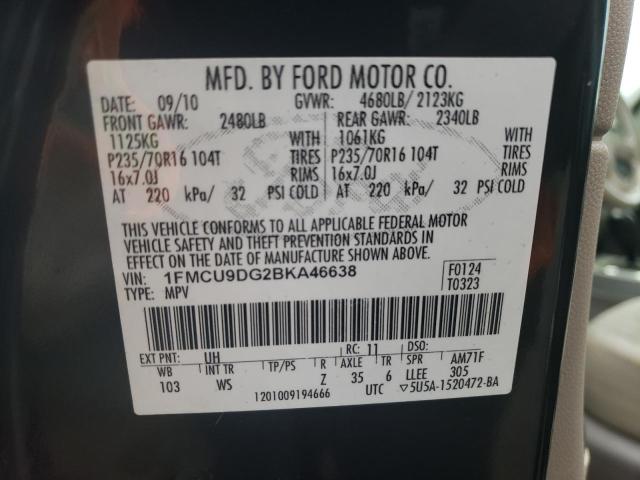 MFD. BY FORD MOTOR CO.
DATE: 09/10 GVWR: 4680LB/ 2123KG
FRONT GAWR: 2480LB REAR GAWR: 2340LB
1125KG WITH 1061KG WITH
P235/70R16 104T TIRES P235/70R16 104T TIRES
16x7.0J RIMS 16x7.0J RIMS
AT 220 kPa/ 32 PSI COLD AT 220 kPa/ 32 PSI COLD
THIS VEHICLE CONFORMS TO ALL APPLICABLE FEDERAL MOTOR
VEHICLE SAFETY AND THEFT PREVENTION STANDARDS IN
EFFECT ON THE DATE OF MANUFACTURE SHOWN ABOVE.
VIN: 1FMCU9DG2BKA46638 F0124
TYPE: MPV T0323
EXT PNT: UH RC: 11 DSO:
WB INT TR TP/PS R AXLE TR SPR AM71F
103 WS Z 35 6 LLEE 305
1201009194666 UTC ▽5U5A-1520472-BA